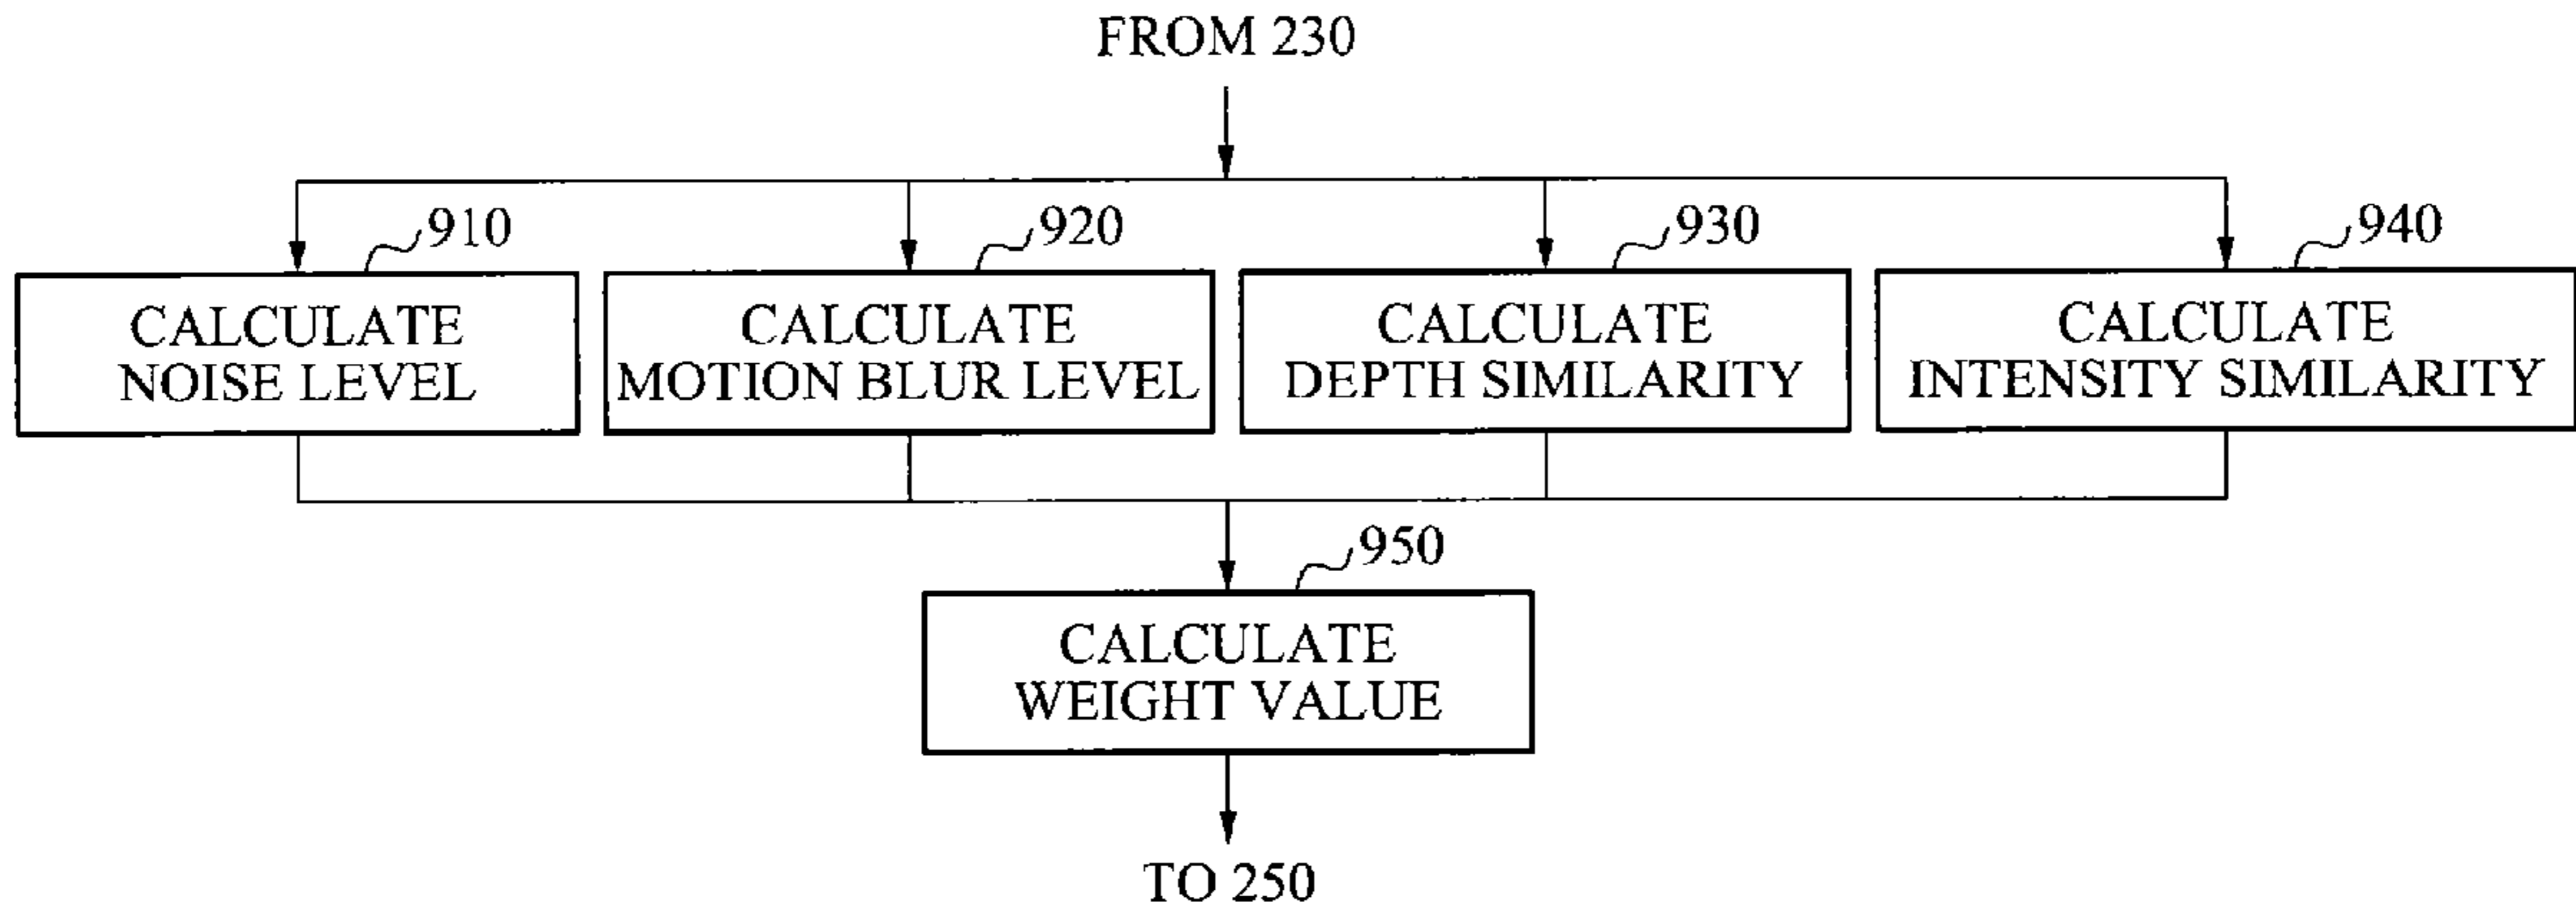 FROM 230
910
920
930
940
CALCULATE
NOISE LEVEL
CALCULATE
MOTION BLUR LEVEL
CALCULATE
DEPTH SIMILARITY
CALCULATE
INTENSITY SIMILARITY
950
CALCULATE
WEIGHT VALUE
TO 250